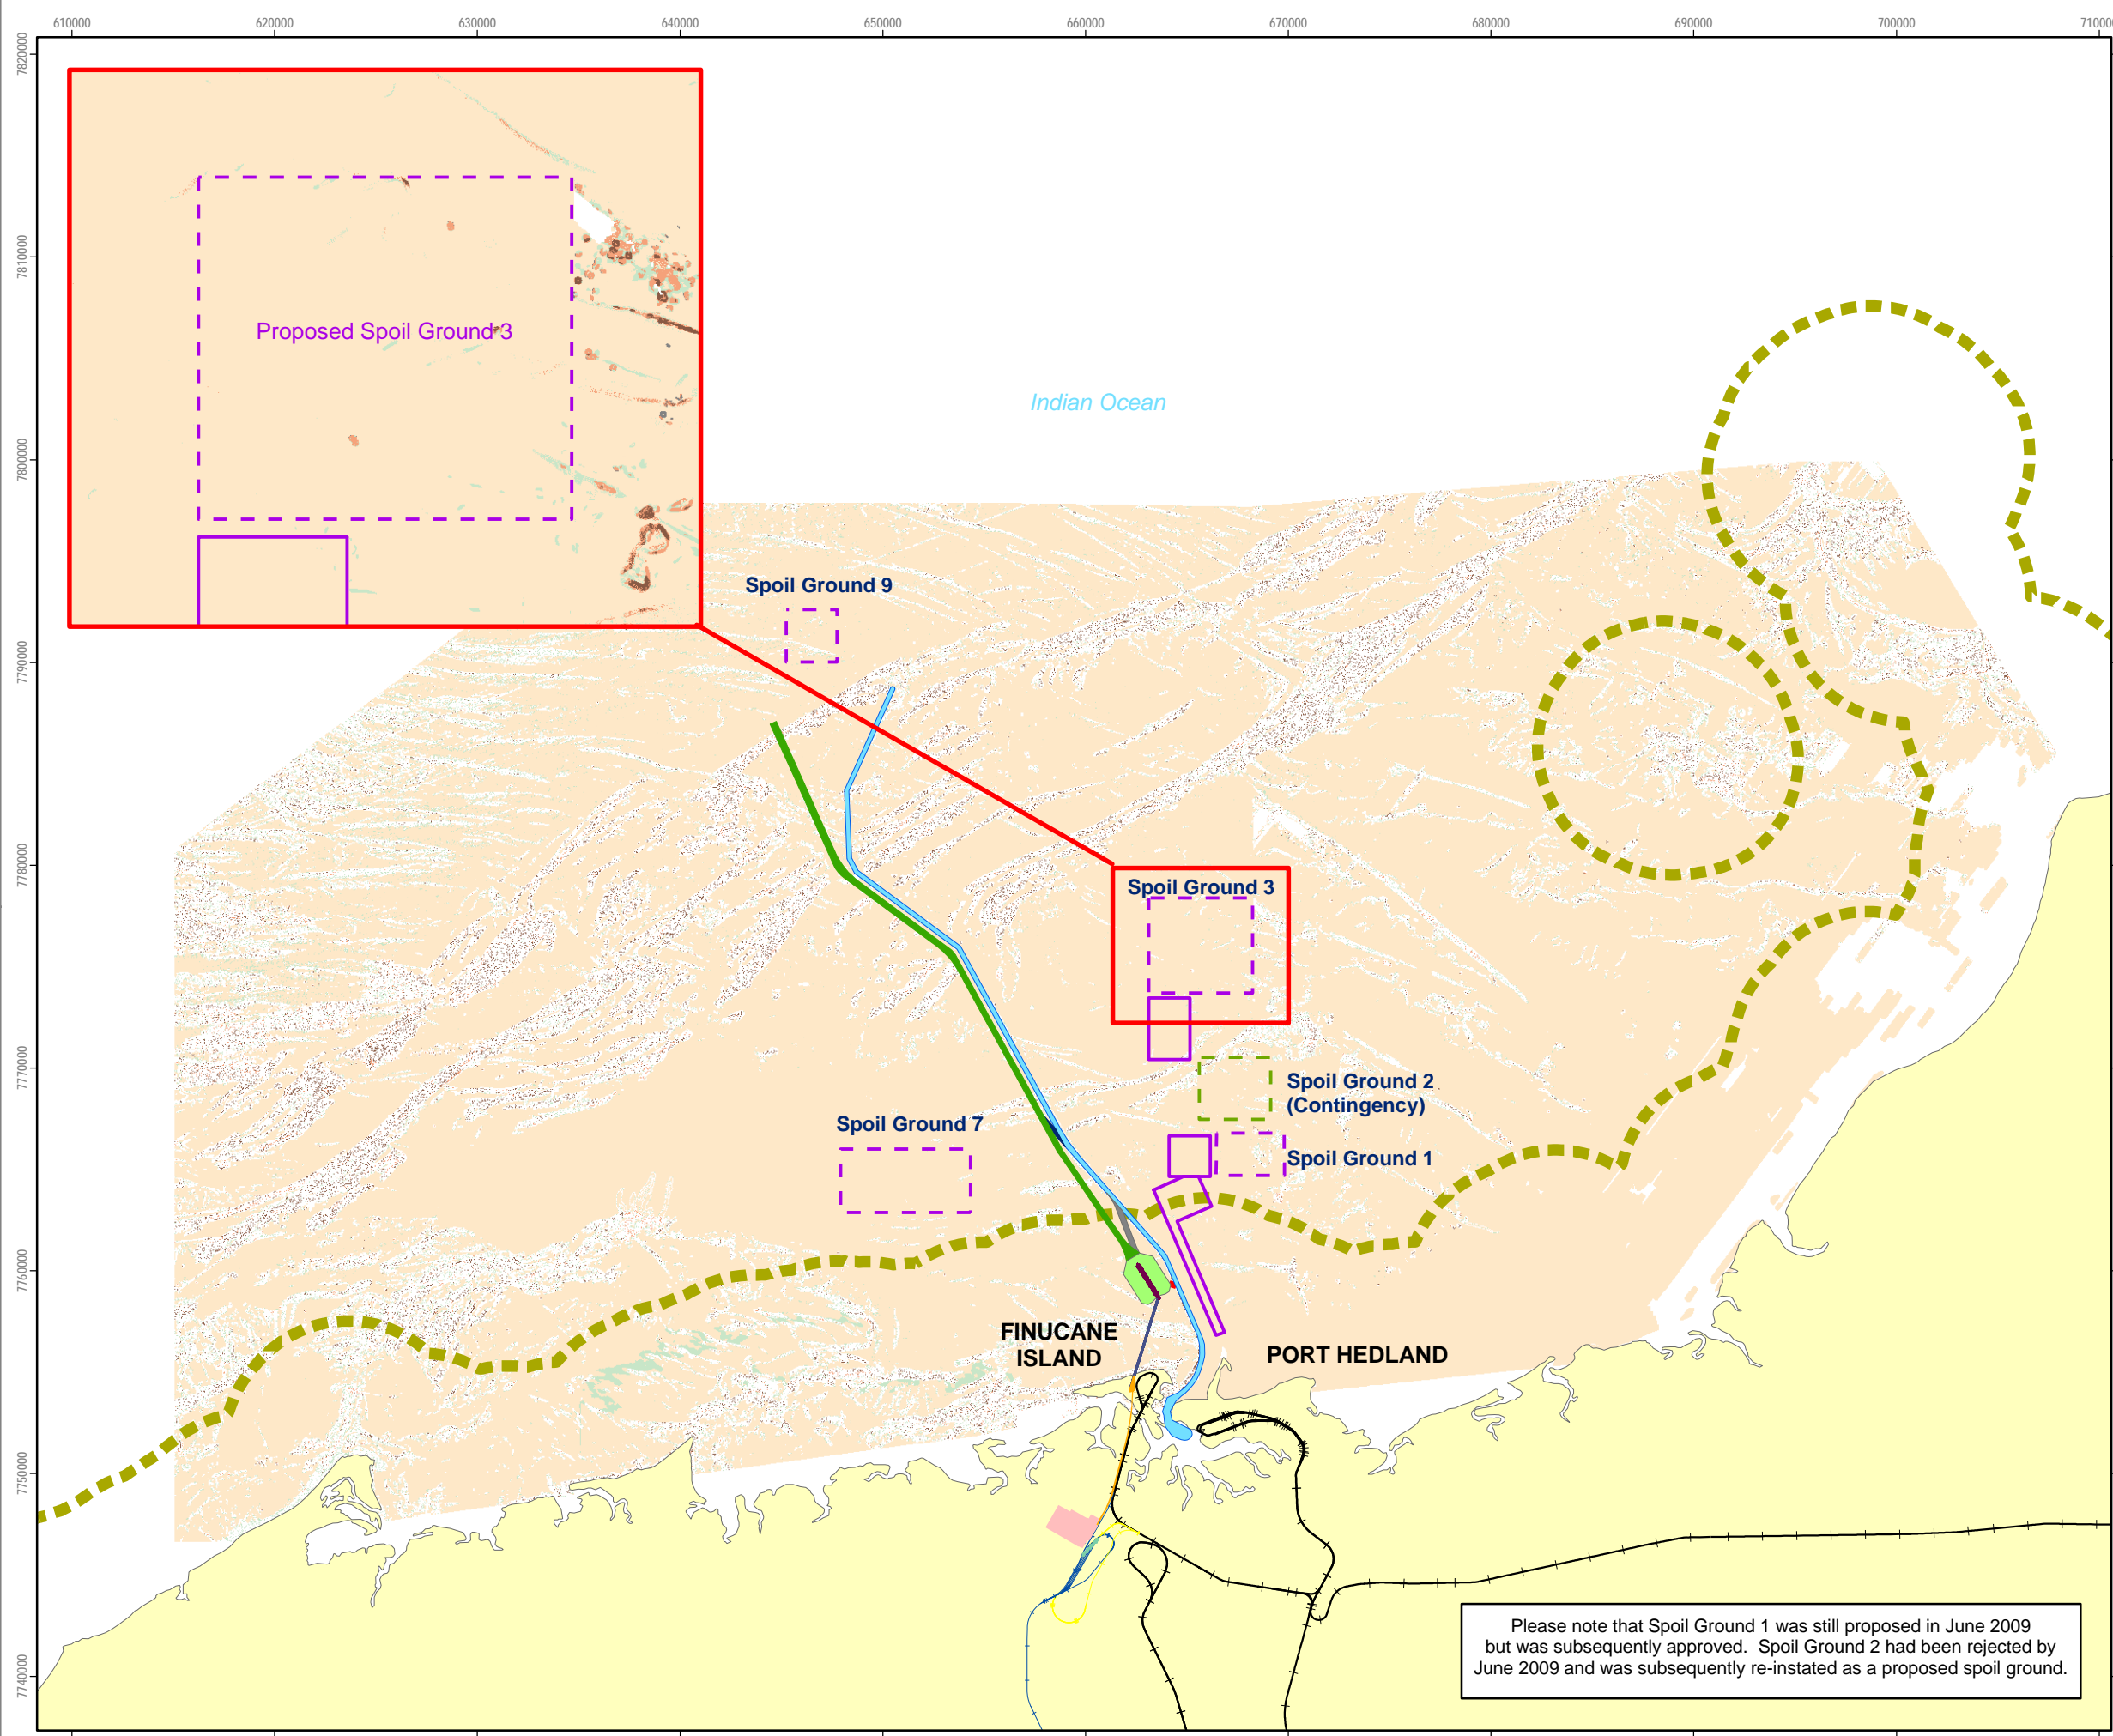 610000 620000 630000 640000 650000 660000 670000 680000 690000 700000 710000
7820000
7810000
7800000
7790000
7780000
7770000
7760000
7750000
7740000
Proposed Spoil Ground 3
Indian Ocean
Spoil Ground 9
Spoil Ground 3
Spoil Ground 2
(Contingency)
Spoil Ground 7
Spoil Ground 1
FINUCANE
ISLAND
PORT HEDLAND
Please note that Spoil Ground 1 was still proposed in June 2009
but was subsequently approved. Spoil Ground 2 had been rejected by
June 2009 and was subsequently re-instated as a proposed spoil ground.